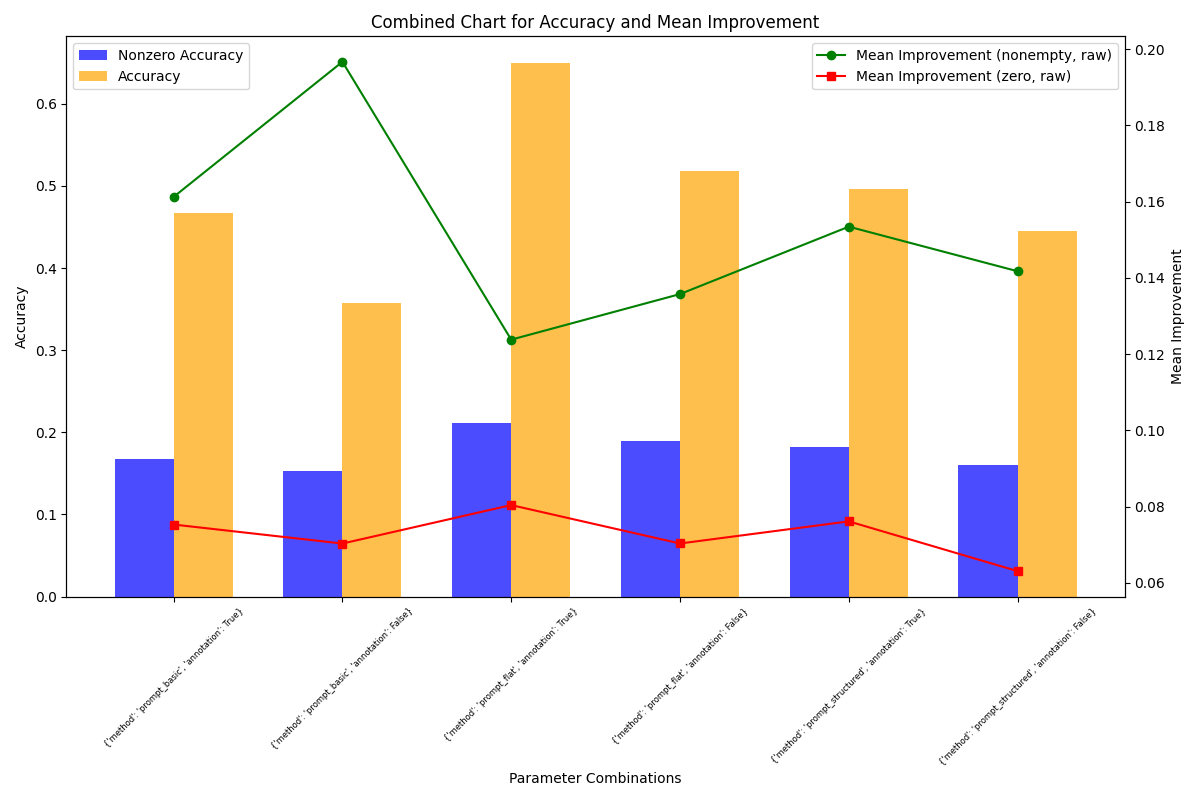 Combined Chart for Accuracy and Mean Improvement
Nonzero Accuracy
Accuracy
Mean Improvement (nonempty, raw)
Mean Improvement (zero, raw)
Accuracy
0.6
0.5
0.4
0.3
0.2
0.1
0.0
0.20
0.18
0.16
0.14
0.12
0.10
0.08
0.06
Mean Improvement
{'method': 'prompt_basic', 'annotation': True}
{'method': 'prompt_basic', 'annotation': False}
{'method': 'prompt_flat', 'annotation': True}
{'method': 'prompt_flat', 'annotation': False}
{'method': 'prompt_structured', 'annotation': True}
{'method': 'prompt_structured', 'annotation': False}
Parameter Combinations